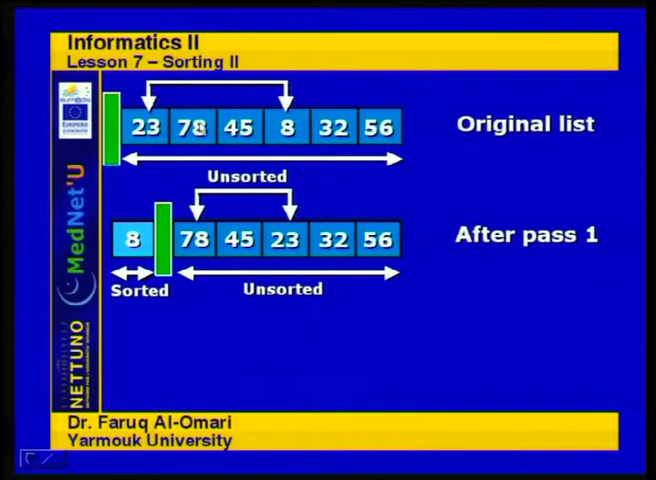 Informatics II
Lesson 7 – Sorting II
23 78 45 8 32 56
Original list
Unsorted
8 78 45 23 32 56
After pass 1
Sorted
Unsorted
MedNet'U
NETTUNO
Dr. Faruq Al-Omari
Yarmouk University